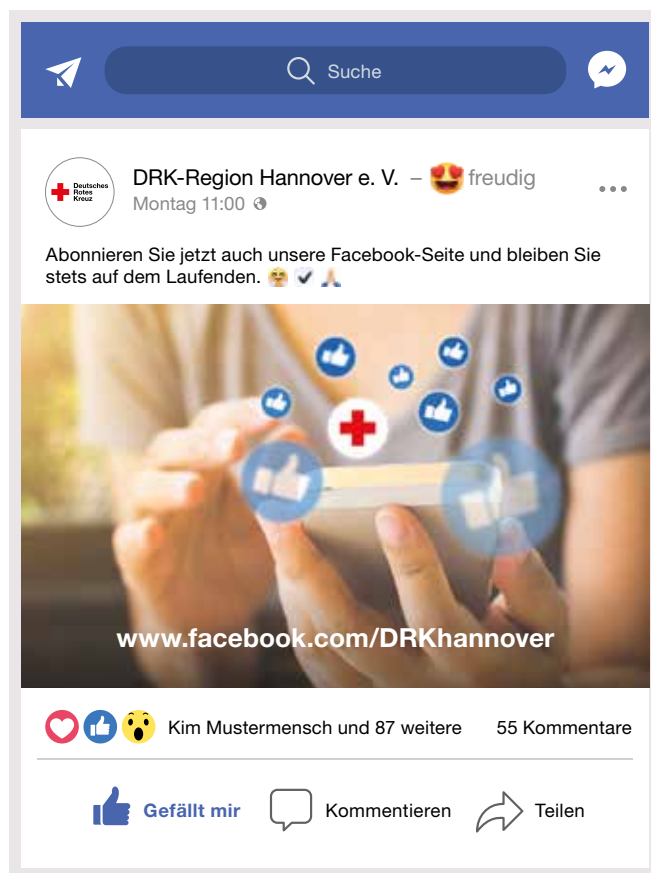 Suche
Deutsches
Rotes
Kreuz
DRK-Region Hannover e. V. – freudig
Montag 11:00
Abonnieren Sie jetzt auch unsere Facebook-Seite und bleiben Sie
stets auf dem Laufenden.
www.facebook.com/DRKhannover
Kim Mustermensch und 87 weitere 55 Kommentare
Gefällt mir Kommentieren Teilen